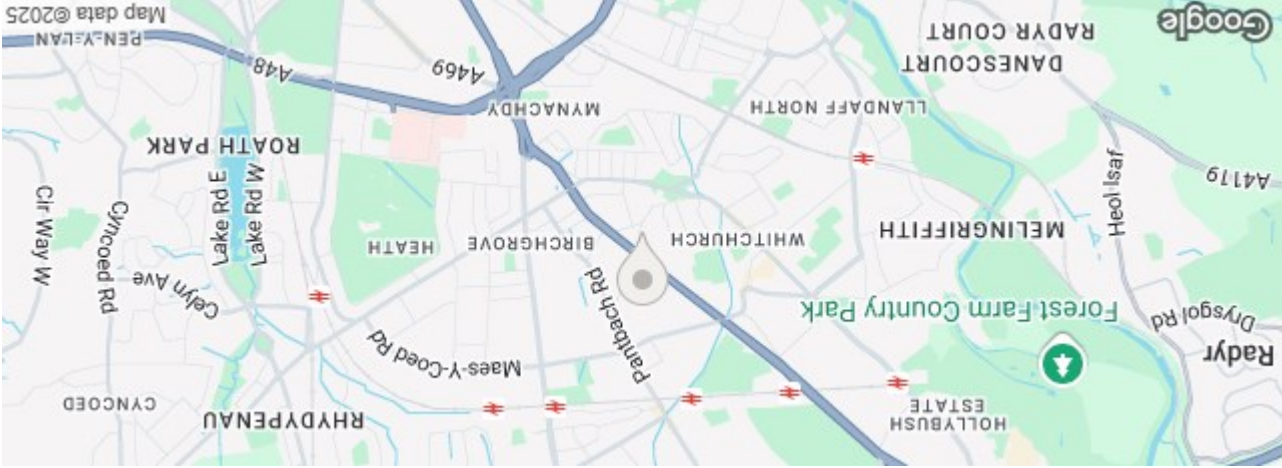 HOLLYBUSH
ESTATE
RHYDYPENAU
CYNCOED
Radyr
Drysgol Rd
Maes-Y-Coed Rd
Pantbach Rd
Forest Farm Country Park
Celyn Ave
Cyncoed Rd
Clr Way W
MELINGRIFFITH
WHITCHURCH
BIRCHGROVE
HEATH
Lake Rd W
Lake Rd E
Heol Isaf
A4119
ROATH PARK
LLANDAFF NORTH
MYNACHDY
A469
A48
DANESCOURT
RADYR COURT
PEN-Y-LAN
Google
Map data ©2025